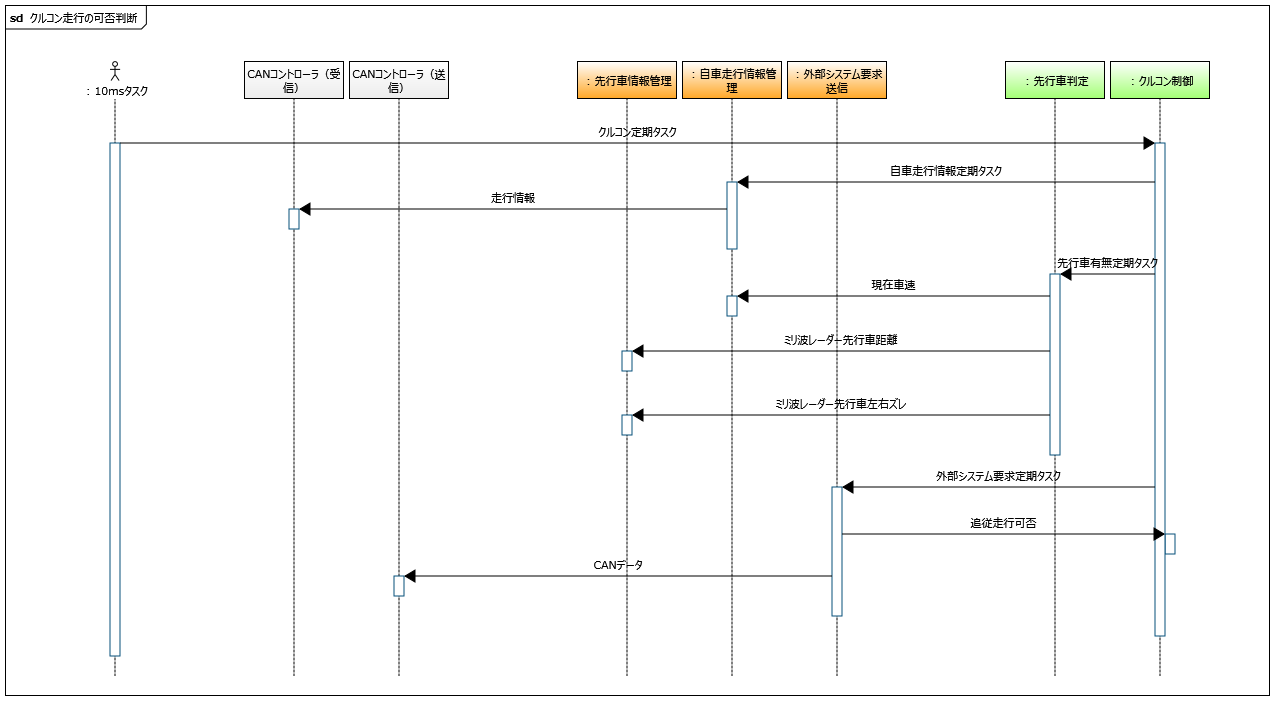 sd クルコン走行の可否判断
：10msタスク
CANコントローラ（受
信）
CANコントローラ（送
信）
：先行車情報管理
：自車走行情報管
理
：外部システム要求
送信
：先行車判定
：クルコン制御
クルコン定期タスク
自車走行情報定期タスク
走行情報
先行車有無定期タスク
現在車速
ミリ波レーダー先行車距離
ミリ波レーダー先行車左右ズレ
外部システム要求定期タスク
追従走行可否
CANデータ